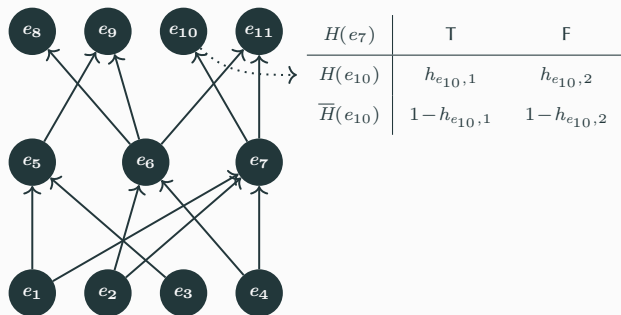 e₈ e₉ e₁₀ e₁₁
H(e₇) T F
H(e₁₀) h_{e₁₀,1} h_{e₁₀,2}
H̅(e₁₀) 1−h_{e₁₀,1} 1−h_{e₁₀,2}
e₅ e₆ e₇
e₁ e₂ e₃ e₄